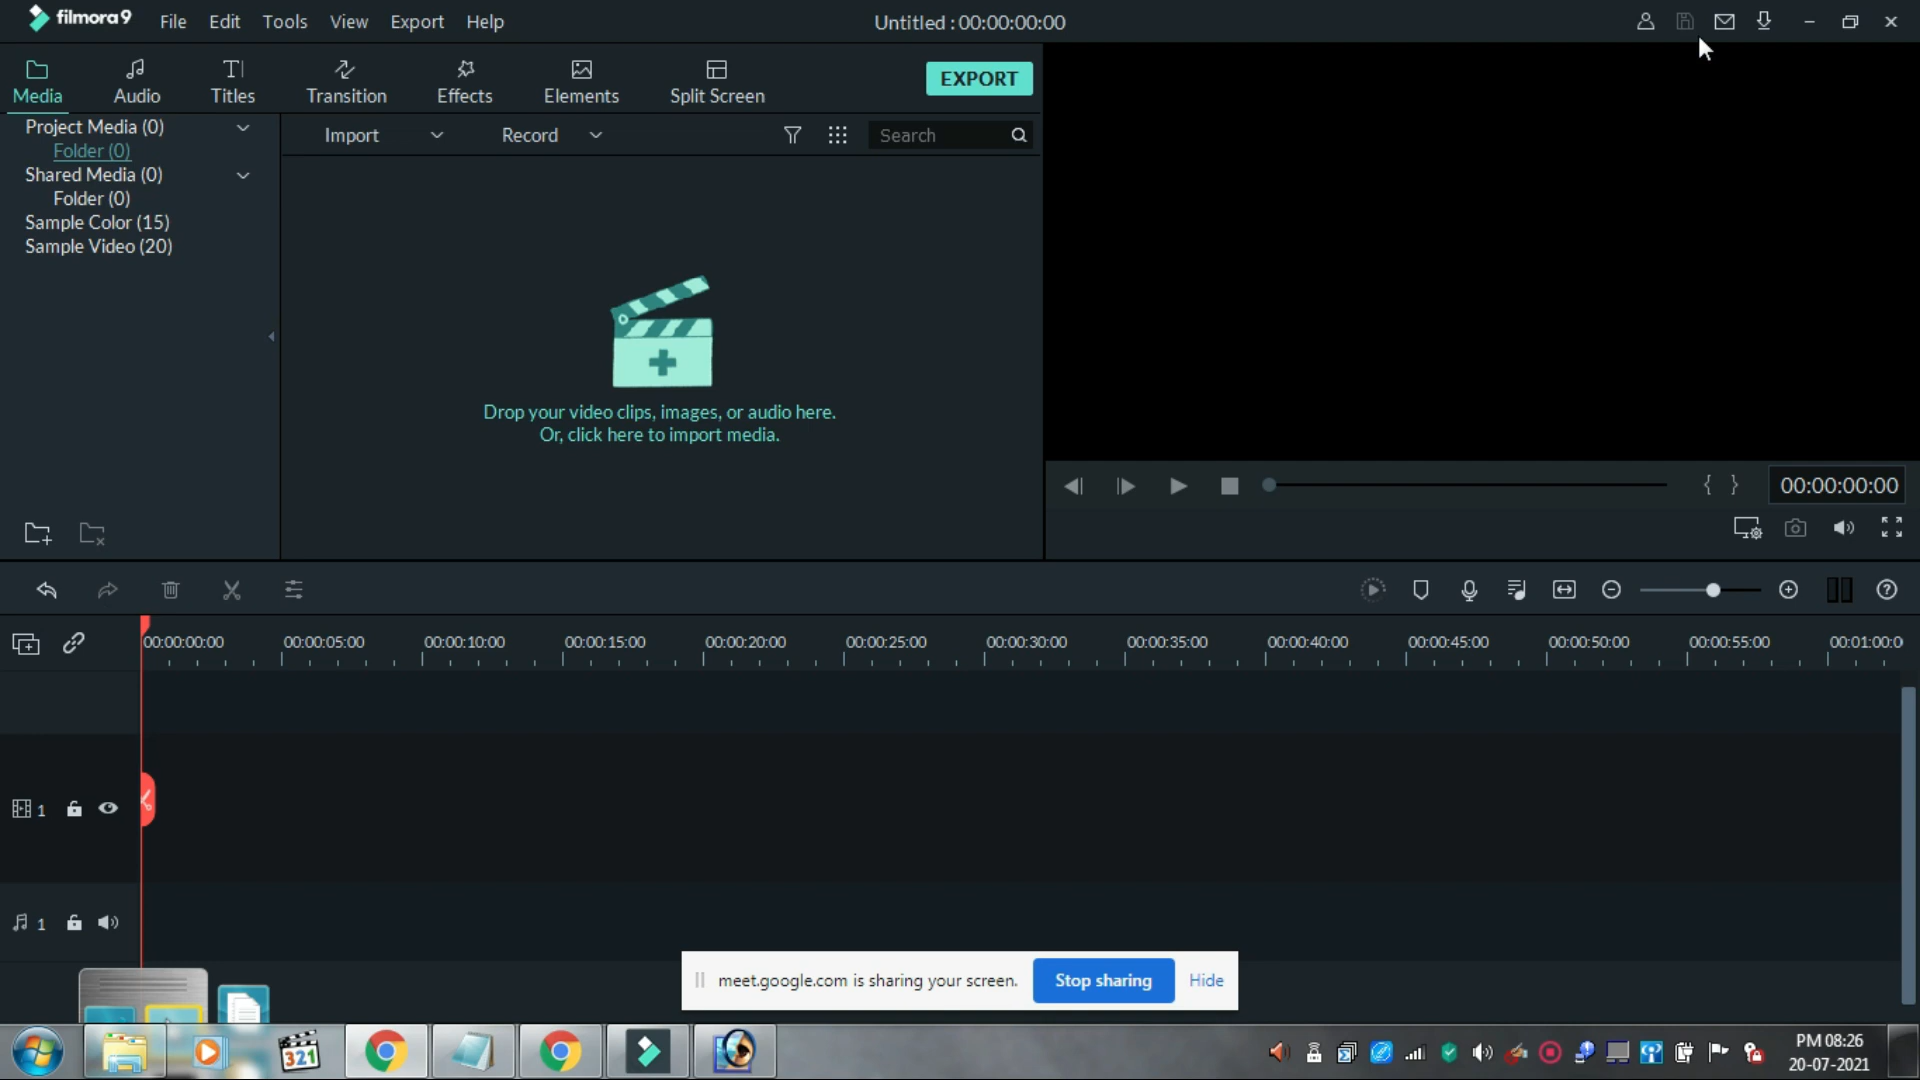 filmora9 File Edit Tools View Export Help Untitled : 00:00:00:00
Media Audio Titles Transition Effects Elements Split Screen EXPORT
Project Media (0)
Folder (0)
Shared Media (0)
Folder (0)
Sample Color (15)
Sample Video (20)
Import Record Search
Drop your video clips, images, or audio here.
Or, click here to import media.
{ } 00:00:00:00
00:00:00:00 00:00:05:00 00:00:10:00 00:00:15:00 00:00:20:00 00:00:25:00 00:00:30:00 00:00:35:00 00:00:40:00 00:00:45:00 00:00:50:00 00:00:55:00 00:01:00:0
1
1
meet.google.com is sharing your screen. Stop sharing Hide
321
PM 08:26
20-07-2021